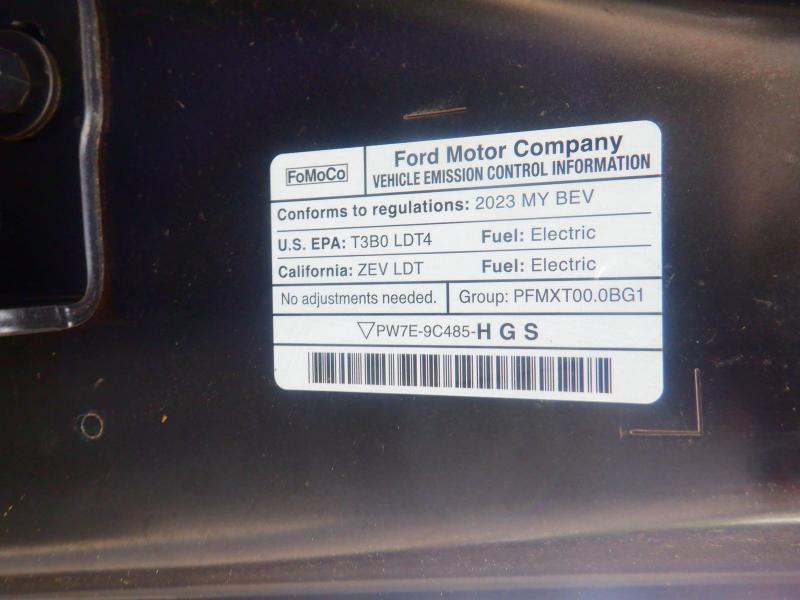 FoMoCo
Ford Motor Company
VEHICLE EMISSION CONTROL INFORMATION
Conforms to regulations: 2023 MY BEV
U.S. EPA: T3B0 LDT4 Fuel: Electric
California: ZEV LDT Fuel: Electric
No adjustments needed. Group: PFMXT00.0BG1
▽PW7E-9C485-H G S